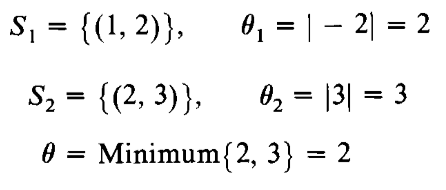 S₁ = {(1, 2)}, θ₁ = | − 2| = 2
S₂ = {(2, 3)}, θ₂ = |3| = 3
θ = Minimum{2, 3} = 2